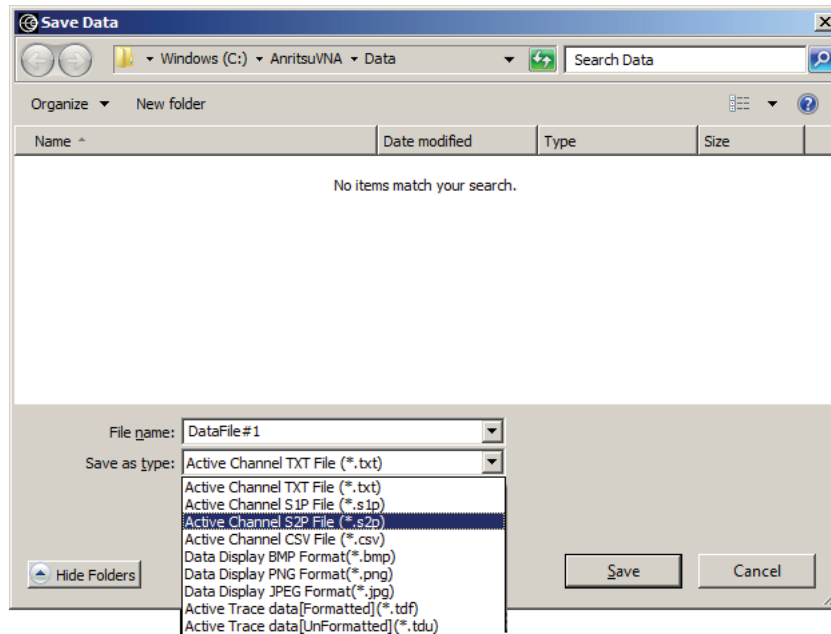 Save Data
Windows (C:) AnritsuVNA Data Search Data
Organize New folder
Name Date modified Type Size
No items match your search.
File name: DataFile#1
Save as type: Active Channel TXT File (*.txt)
Active Channel TXT File (*.txt)
Active Channel S1P File (*.s1p)
Active Channel S2P File (*.s2p)
Active Channel CSV File (*.csv)
Data Display BMP Format(*.bmp)
Data Display PNG Format(*.png)
Data Display JPEG Format(*.jpg)
Active Trace data[Formatted](*.tdf)
Active Trace data[UnFormatted](*.tdu)
Hide Folders Save Cancel